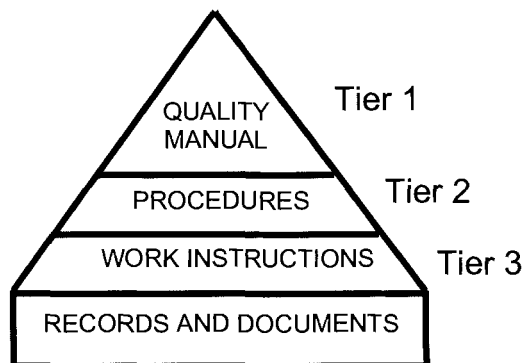 QUALITY
MANUAL
Tier 1
PROCEDURES
Tier 2
WORK INSTRUCTIONS
Tier 3
RECORDS AND DOCUMENTS